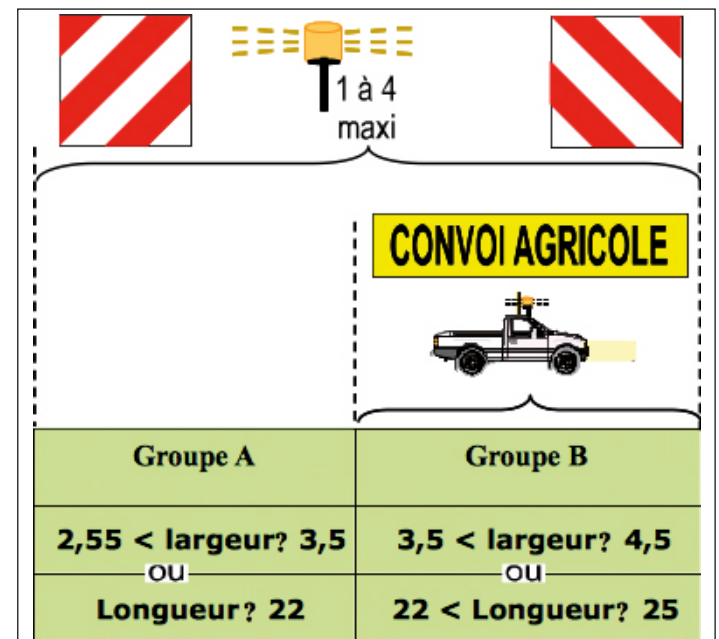 1 à 4
maxi
CONVOI AGRICOLE
Groupe A
Groupe B
2,55 < largeur? 3,5
3,5 < largeur? 4,5
ou
ou
Longueur? 22
22 < Longueur? 25